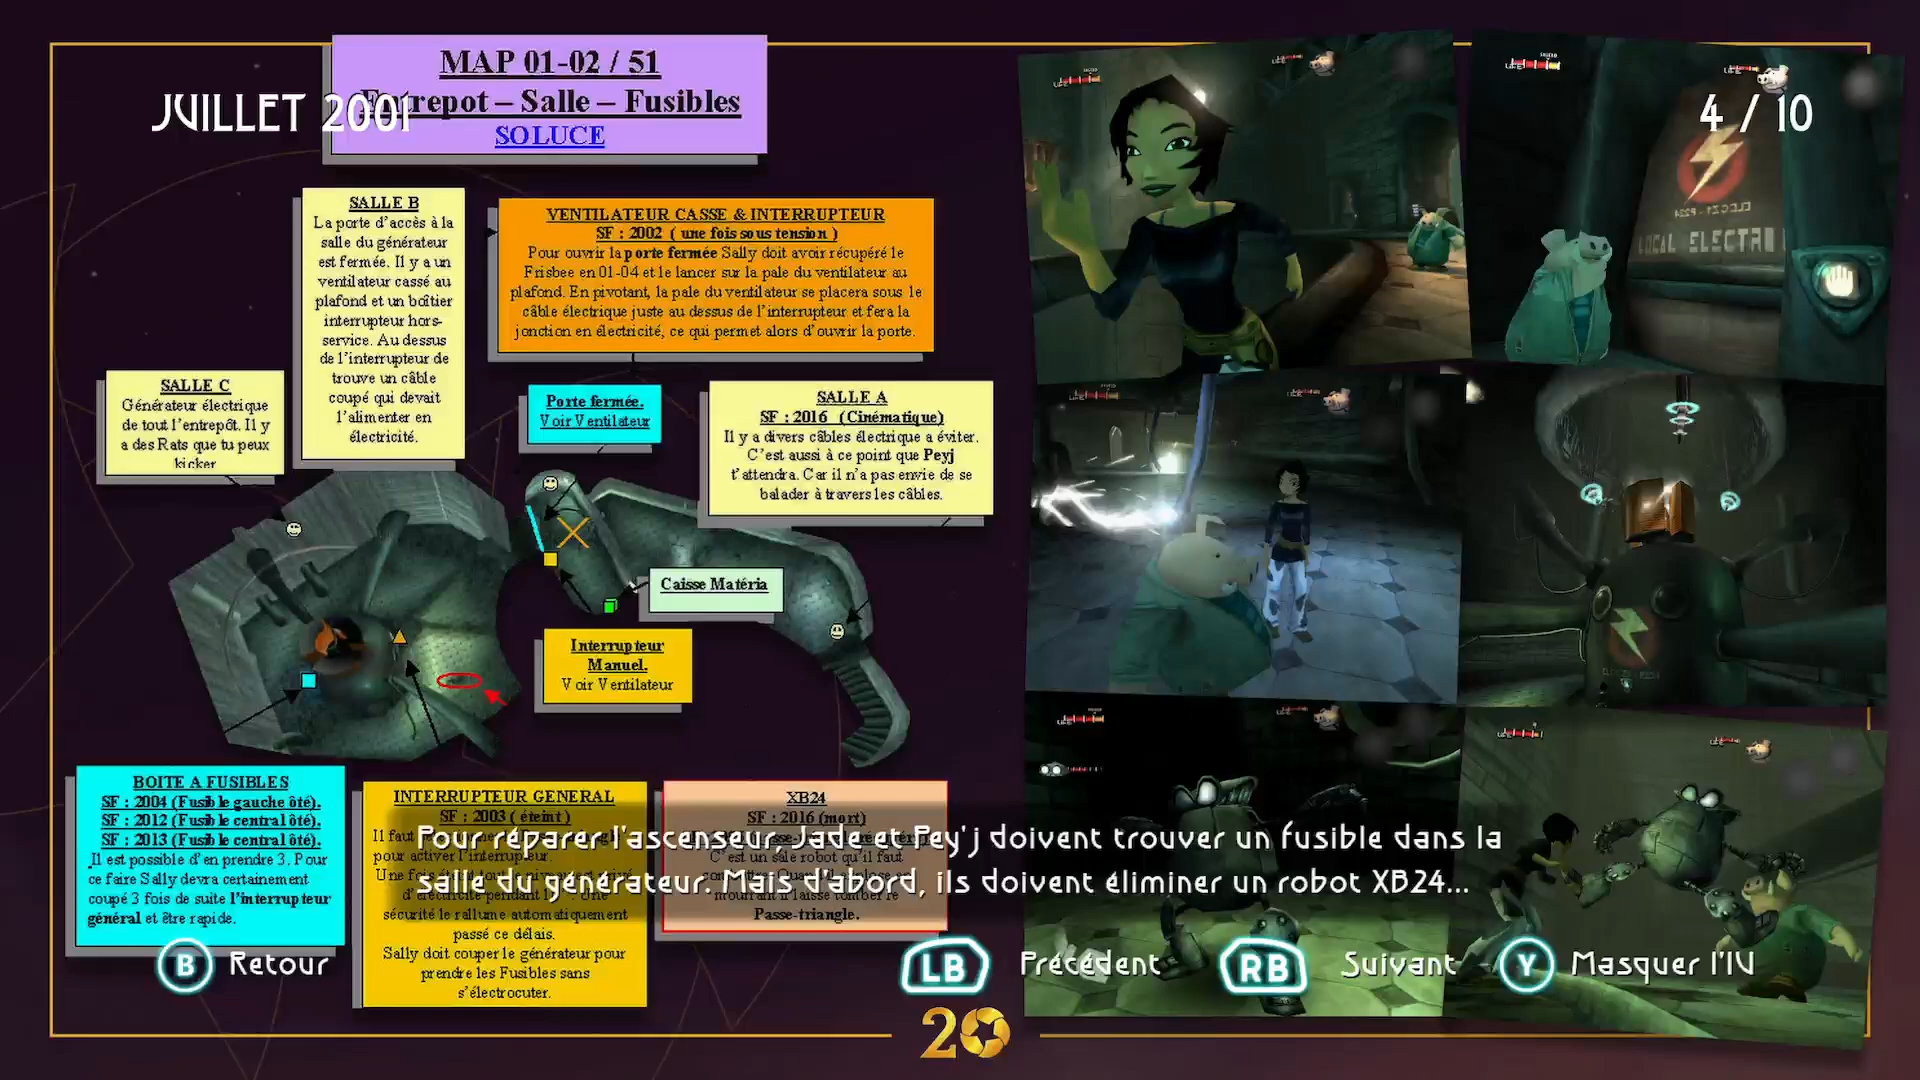 MAP 01-02 / 51
Entrepot – Salle – Fusibles
SOLUCE
JUILLET 2001
4 / 10
SALLE B
La porte d'accès à la
salle du générateur
est fermée. Il y a un
ventilateur cassé au
plafond et un boîtier
interrupteur hors-
service. Au dessus
de l'interrupteur de
trouve un câble
coupé qui devait
l'alimenter en
électricité.
VENTILATEUR CASSE & INTERRUPTEUR
SF : 2002 ( une fois sous tension )
Pour ouvrir la porte fermée Sally doit avoir récupéré le
Frisbee en 01-04 et le lancer sur la pale du ventilateur au
plafond. En pivotant, la pale du ventilateur se placera sous le
câble électrique juste au dessus de l'interrupteur et fera la
jonction en électricité, ce qui permet alors d'ouvrir la porte.
SALLE C
Générateur électrique
de tout l'entrepôt. Il y
a des Rats que tu peux
kicker
Porte fermée.
Voir Ventilateur
SALLE A
SF : 2016 (Cinématique)
Il y a divers câbles électrique a éviter.
C'est aussi à ce point que Peyj
t'attendra. Car il n'a pas envie de se
balader à travers les câbles.
Caisse Matéria
Interrupteur
Manuel.
Voir Ventilateur
BOITE A FUSIBLES
SF : 2004 (Fusible gauche ôté).
SF : 2012 (Fusible central ôté).
SF : 2013 (Fusible central ôté).
Il est possible d'en prendre 3. Pour
ce faire Sally devra certainement
coupé 3 fois de suite l'interrupteur
général et être rapide.
INTERRUPTEUR GENERAL
SF : 2003 ( éteint )
Il faut
pour activer l'interrupteur.
Une fois
d'électricité pendant
sécurité le rallume automatiquement
passé ce délais.
Sally doit couper le générateur pour
prendre les Fusibles sans
s'électrocuter.
XB24
SF : 2016 (mort)
C'est un sale robot qu'il faut
mourrant il laisse tomber le
Passe-triangle.
Pour réparer l'ascenseur, Jade et Pey'j doivent trouver un fusible dans la
salle du générateur. Mais d'abord, ils doivent éliminer un robot XB24...
B Retour
LB Précédent
RB Suivant
Y Masquer l'IU
20